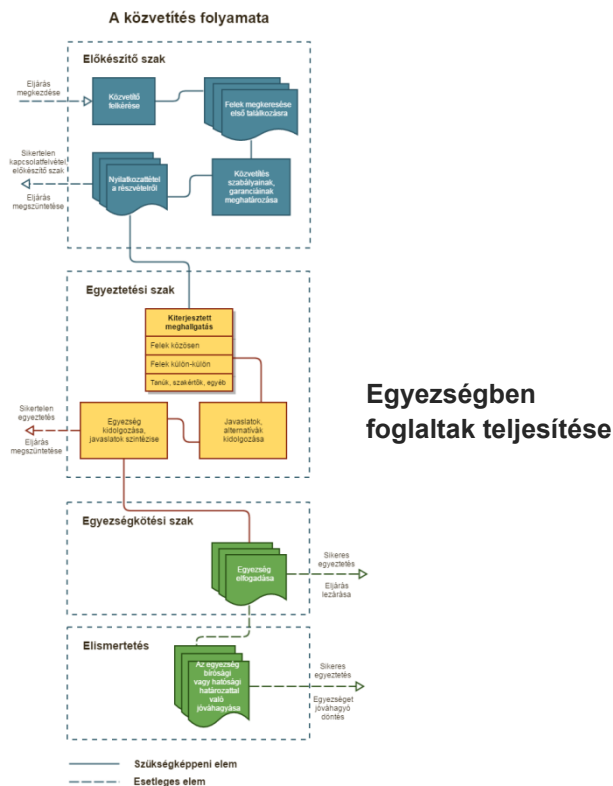 A közvetítés folyamata
Előkészítő szak
Eljárás
megkezdése
Közvetítő
felkérése
Felek megkeresése
első találkozásra
Sikertelen
kapcsolatfelvétel,
előkészítő szak
Eljárás
megszüntetése
Nyilatkozattétel
a részvételről
Közvetítés
szabályainak,
garanciáinak
meghatározása
Egyeztetési szak
Kiterjesztett
meghallgatás
Felek közösen
Felek külön-külön
Tanúk, szakértők, egyéb
Sikertelen
egyeztetés
Eljárás
megszüntetése
Egyezség
kidolgozása,
javaslatok szintézise
Javaslatok,
alternatívák
kidolgozása
Egyezségben
foglaltak teljesítése
Egyezségkötési szak
Egyezség
elfogadása
Sikeres
egyeztetés
Eljárás
lezárása
Elismertetés
Az egyezség
bírósági
vagy hatósági
határozattal
való
jóváhagyása
Sikeres
egyeztetés
Egyezséget
jóváhagyó
döntés
Szükségképpeni elem
Esetleges elem